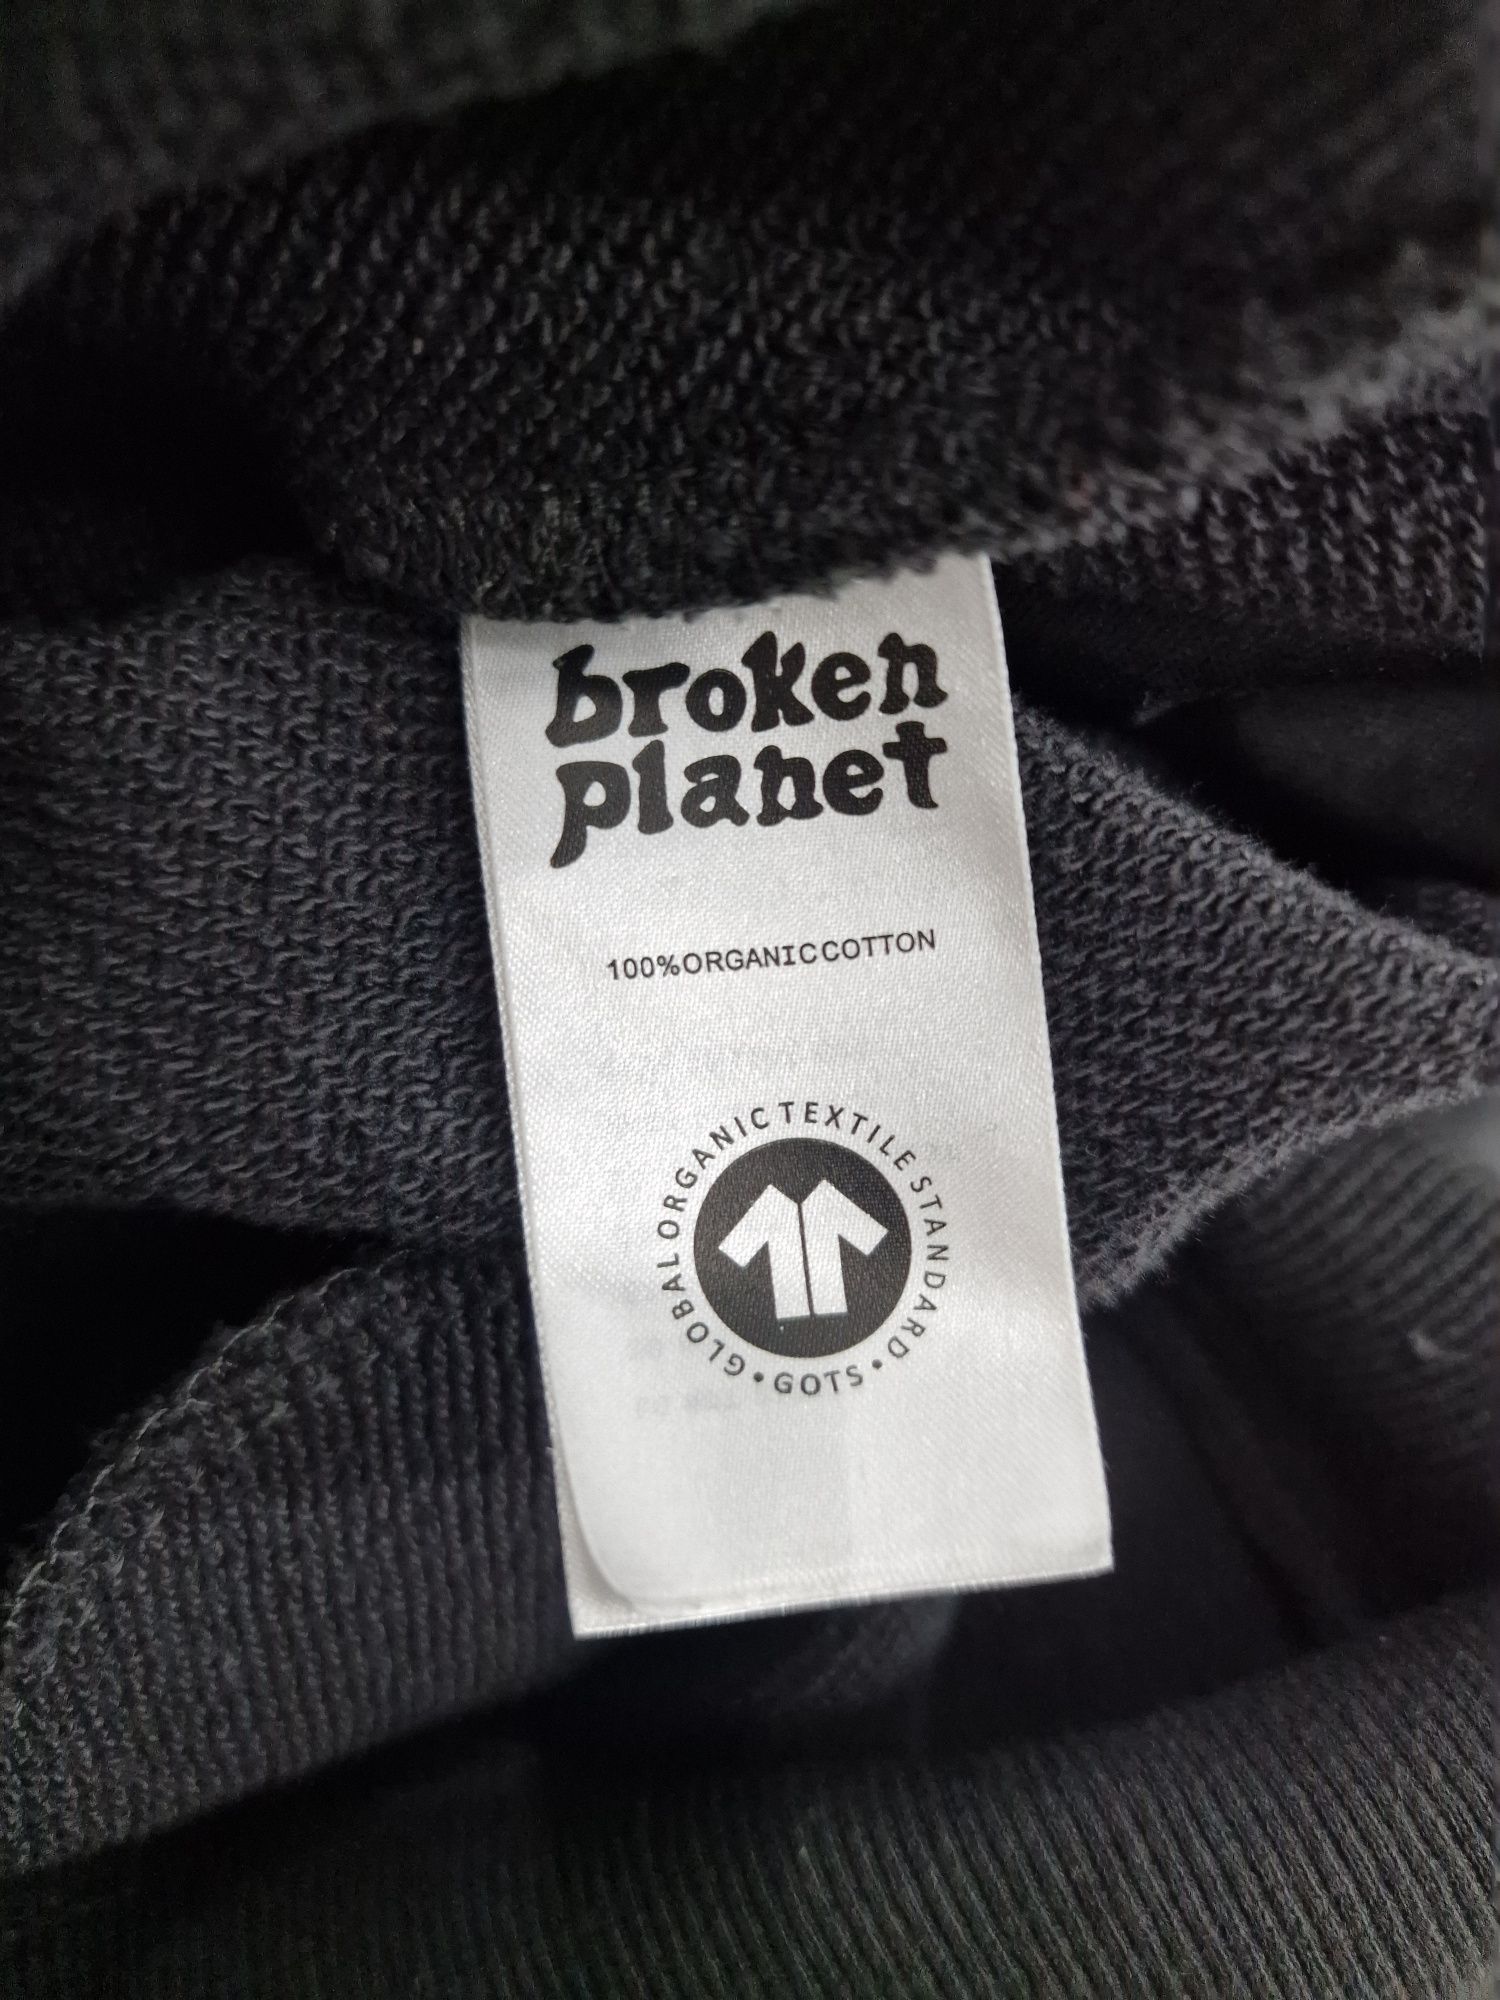 broken
planet
100%ORGANICCOTTON
GLOBAL ORGANIC TEXTILE STANDARD • GOTS •